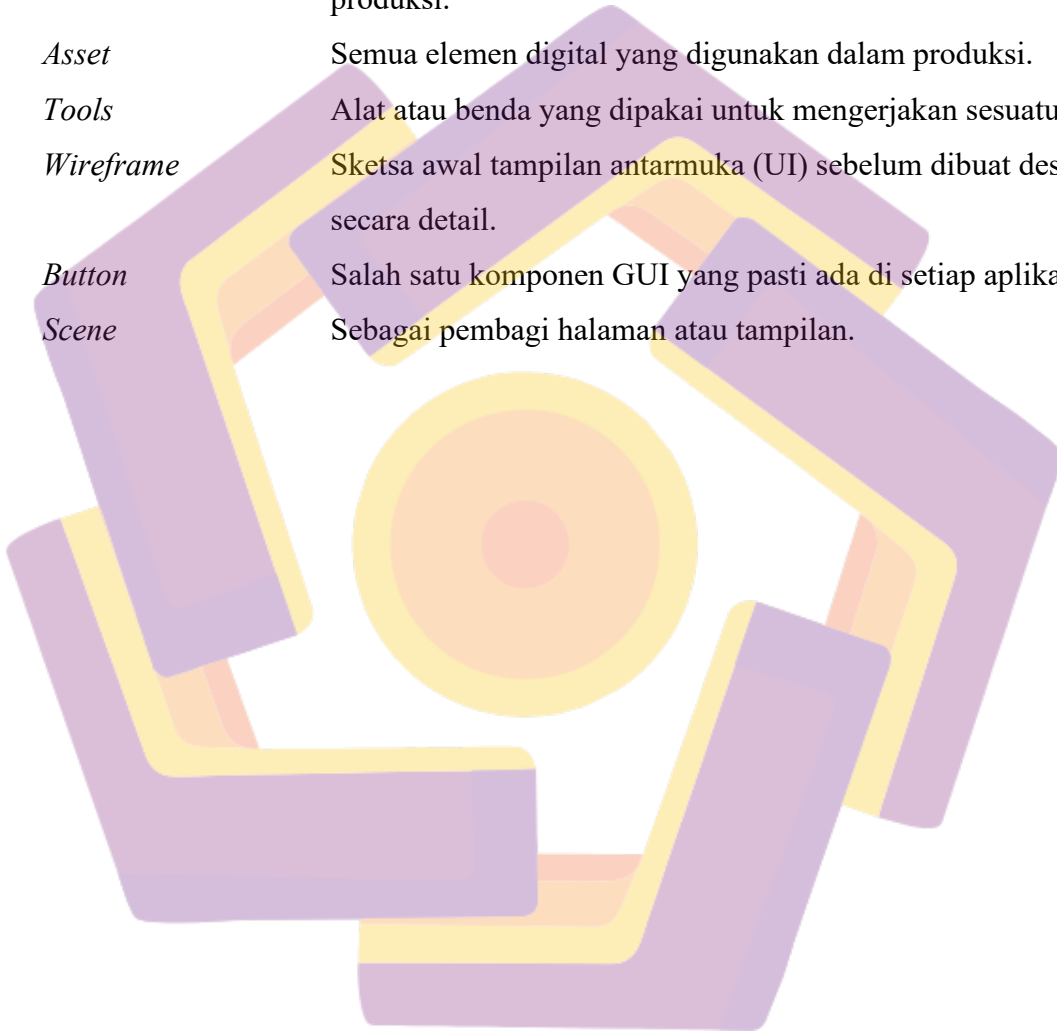 produksi.
Asset Semua elemen digital yang digunakan dalam produksi.
Tools Alat atau benda yang dipakai untuk mengerjakan sesuatu
Wireframe Sketsa awal tampilan antarmuka (UI) sebelum dibuat
secara detail.
Button Salah satu komponen GUI yang pasti ada di setiap
Scene Sebagai pembagi halaman atau tampilan.